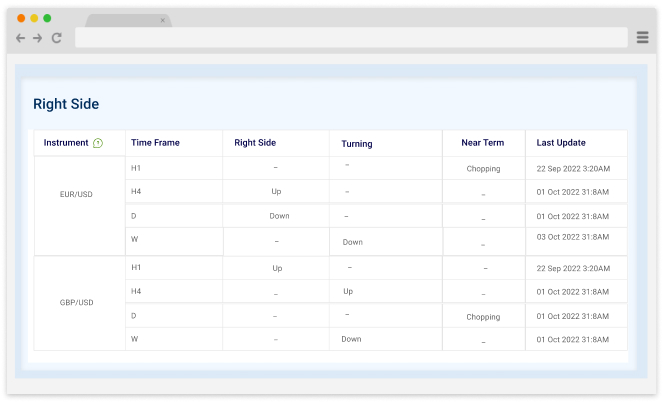 Right Side
Instrument Time Frame Right Side Turning Near Term Last Update
EUR/USD
H1 – – Chopping 22 Sep 2022 3:20AM
H4 Up – – 01 Oct 2022 31:8AM
D Down – – 01 Oct 2022 31:8AM
W – Down – 03 Oct 2022 31:8AM
GBP/USD
H1 Up – – 22 Sep 2022 3:20AM
H4 – Up – 01 Oct 2022 31:8AM
D – – Chopping 01 Oct 2022 31:8AM
W – Down – 01 Oct 2022 31:8AM